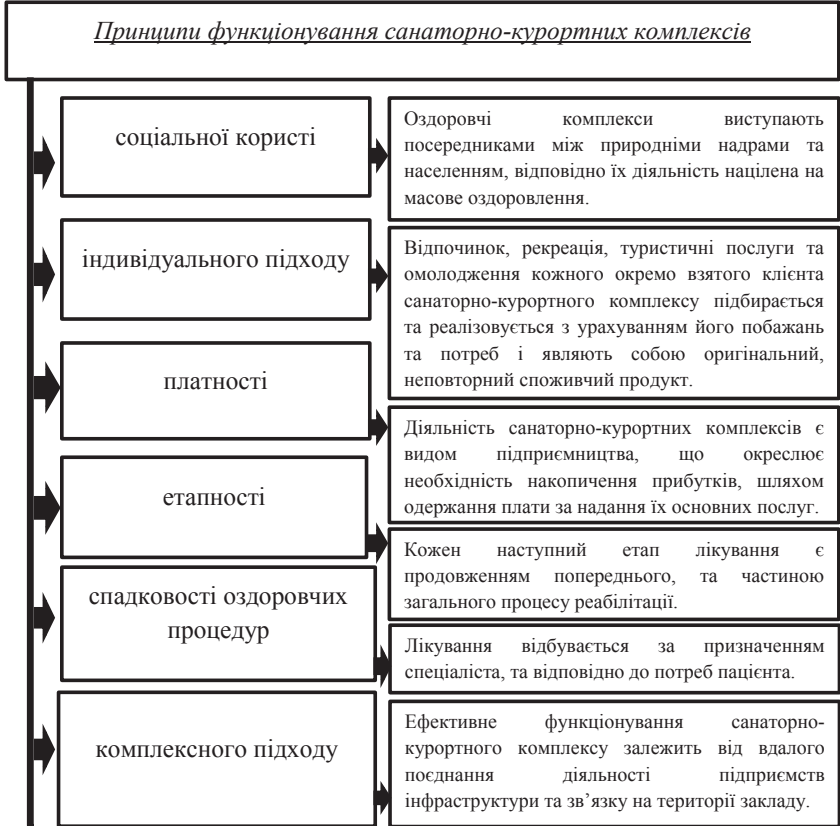 Принципи функціонування санаторно-курортних комплексів
соціальної користі
Оздоровчі комплекси виступають
посередниками між природніми надрами та
населенням, відповідно їх діяльність націлена на
масове оздоровлення.
індивідуального підходу
Відпочинок, рекреація, туристичні послуги та
омолодження кожного окремо взятого клієнта
санаторно-курортного комплексу підбирається
та реалізовується з урахуванням його побажань
та потреб і являють собою оригінальний,
неповторний споживчий продукт.
платності
Діяльність санаторно-курортних комплексів є
видом підприємництва, що окреслює
необхідність накопичення прибутків, шляхом
одержання плати за надання їх основних послуг.
етапності
Кожен наступний етап лікування є
продовженням попереднього, та частиною
загального процесу реабілітації.
спадковості оздоровчих
процедур
Лікування відбувається за призначенням
спеціаліста, та відповідно до потреб пацієнта.
комплексного підходу
Ефективне функціонування санаторно-
курортного комплексу залежить від вдалого
поєднання діяльності підприємств
інфраструктури та зв’язку на території закладу.